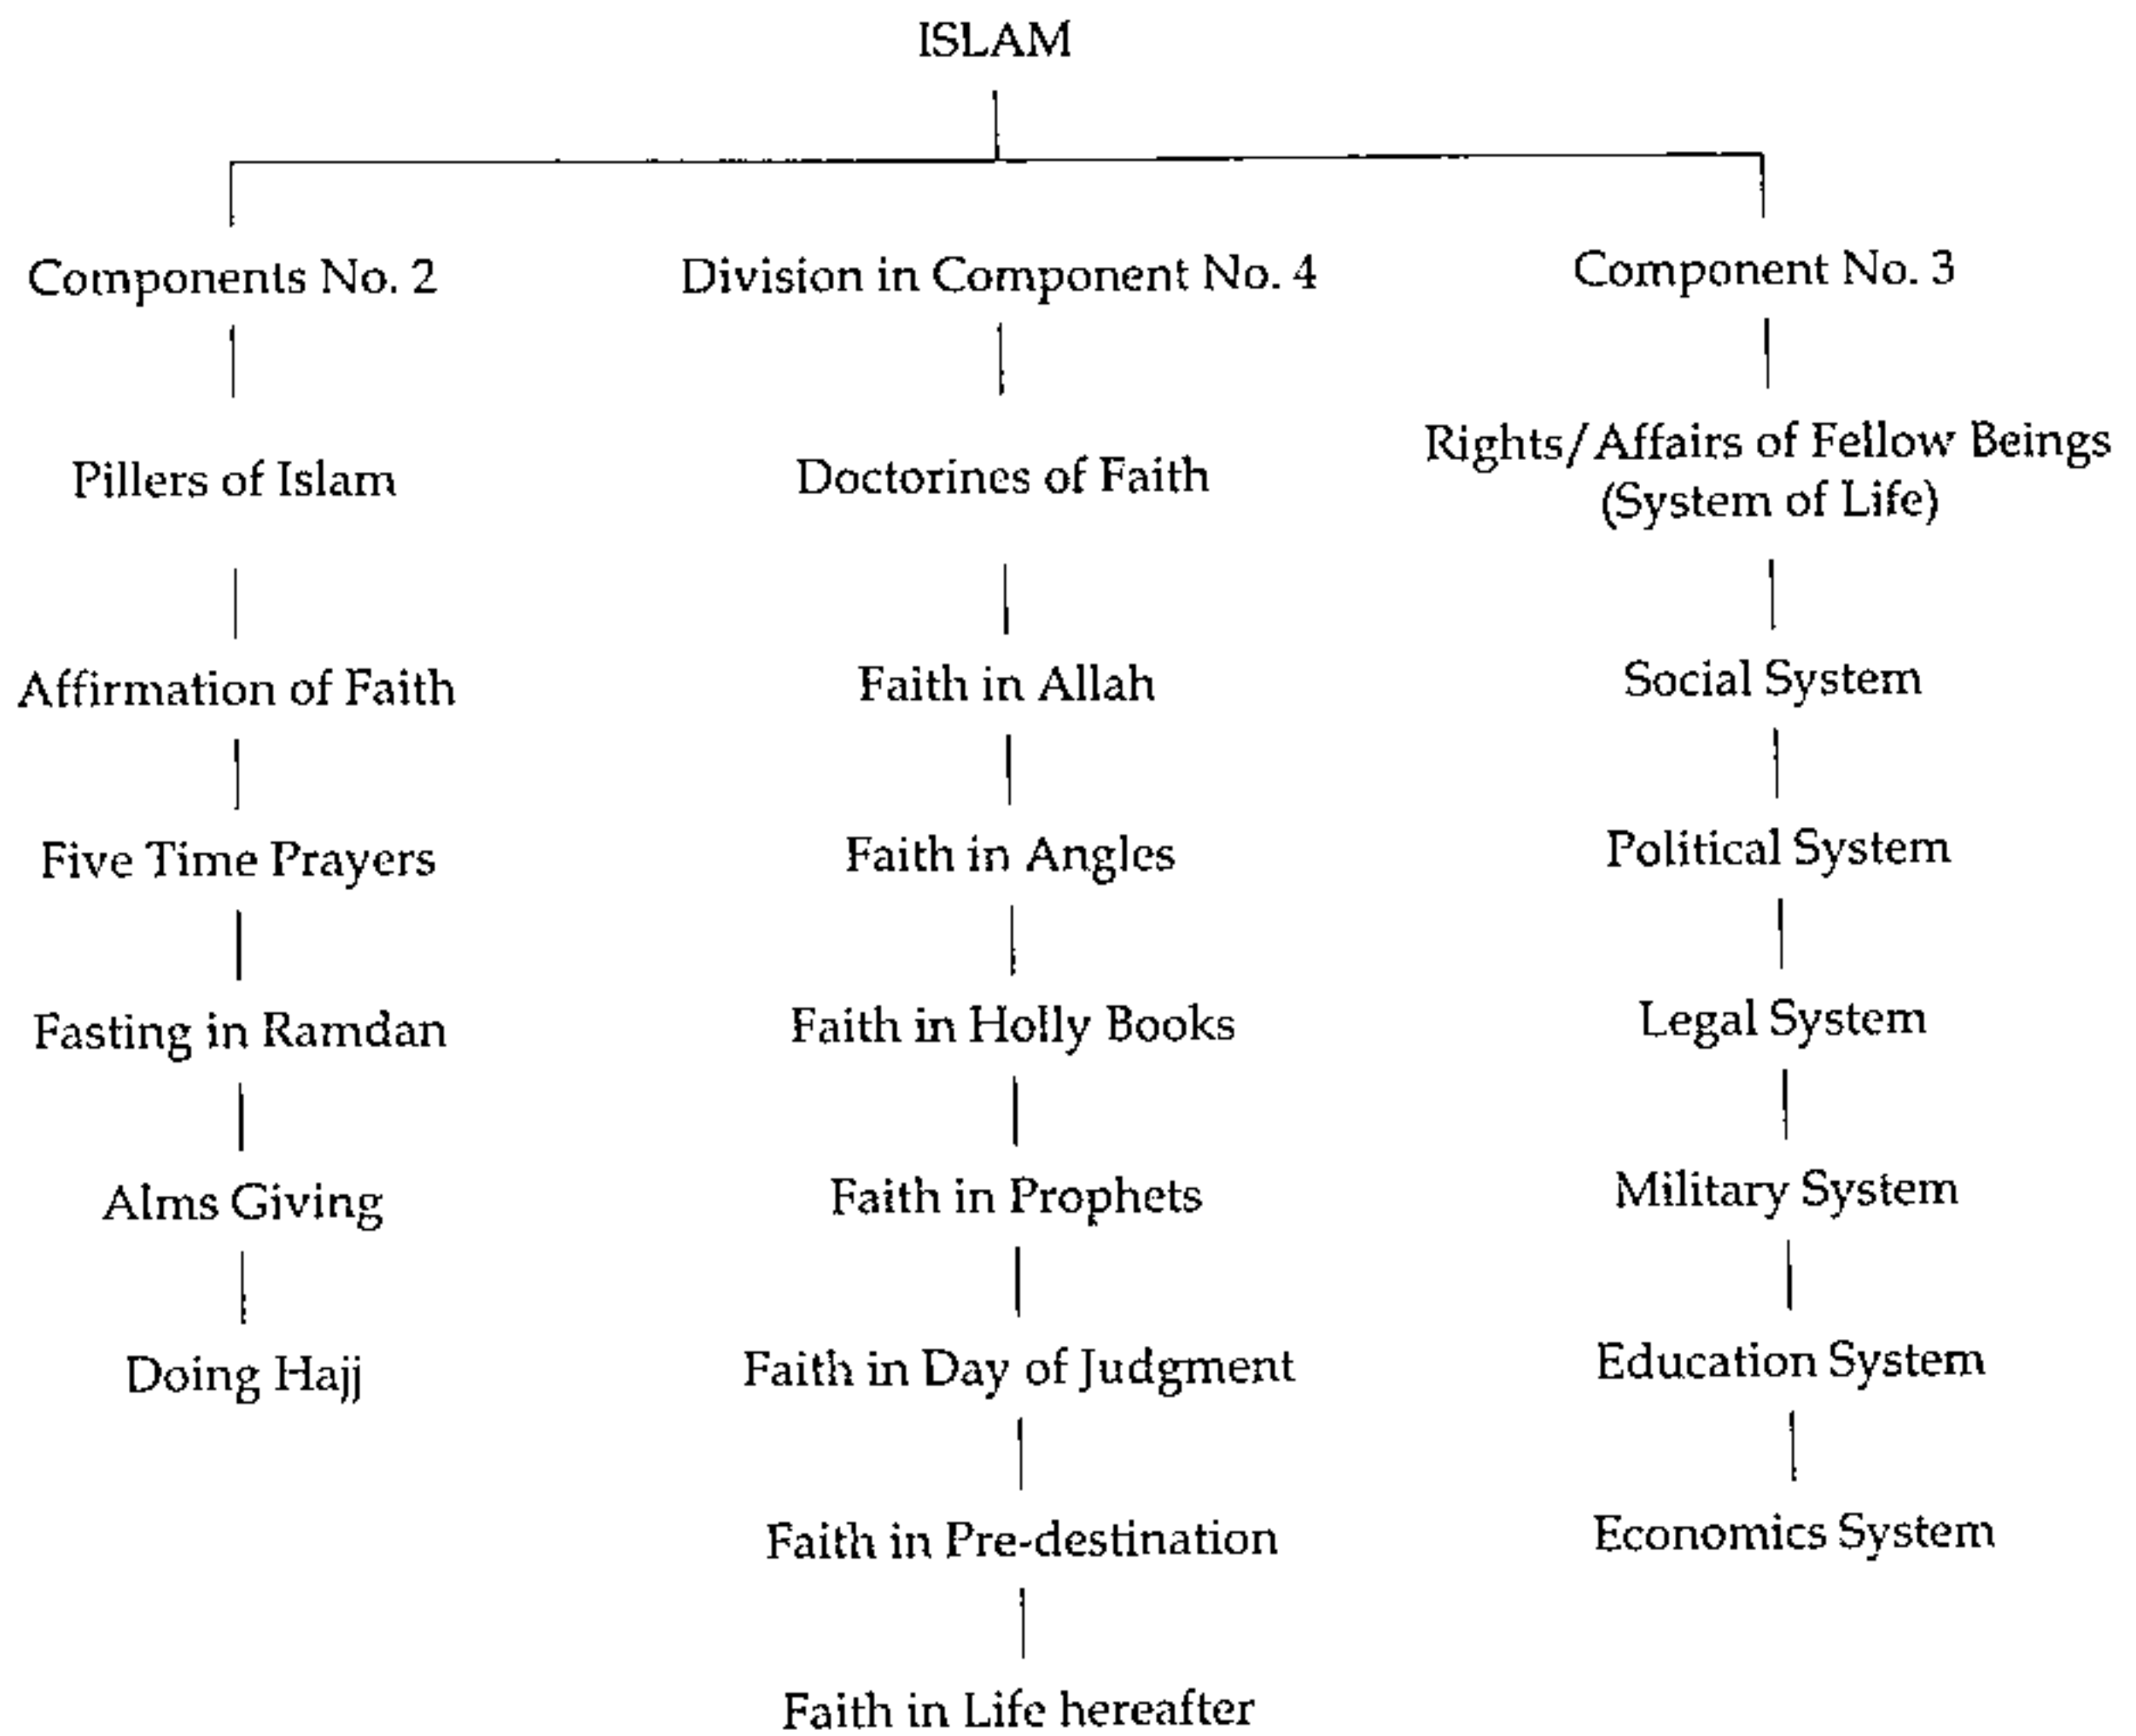 ISLAM
Components No. 2
Division in Component No. 4
Component No. 3
Pillers of Islam
Doctorines of Faith
Rights/Affairs of Fellow Beings
(System of Life)
Affirmation of Faith
Faith in Allah
Social System
Five Time Prayers
Faith in Angles
Political System
Fasting in Ramdan
Faith in Holly Books
Legal System
Alms Giving
Faith in Prophets
Military System
Doing Hajj
Faith in Day of Judgment
Education System
Faith in Pre-destination
Economics System
Faith in Life hereafter